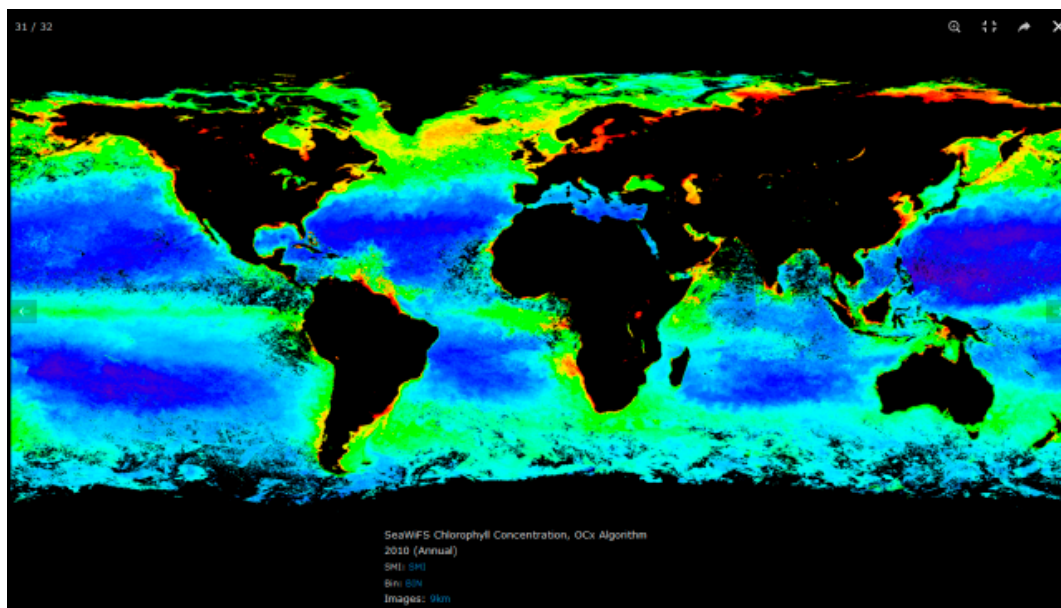 31 / 32
SeaWiFS Chlorophyll Concentration, OCx Algorithm
2010 (Annual)
SMI: SMI
Bin: BIN
Images: 9km